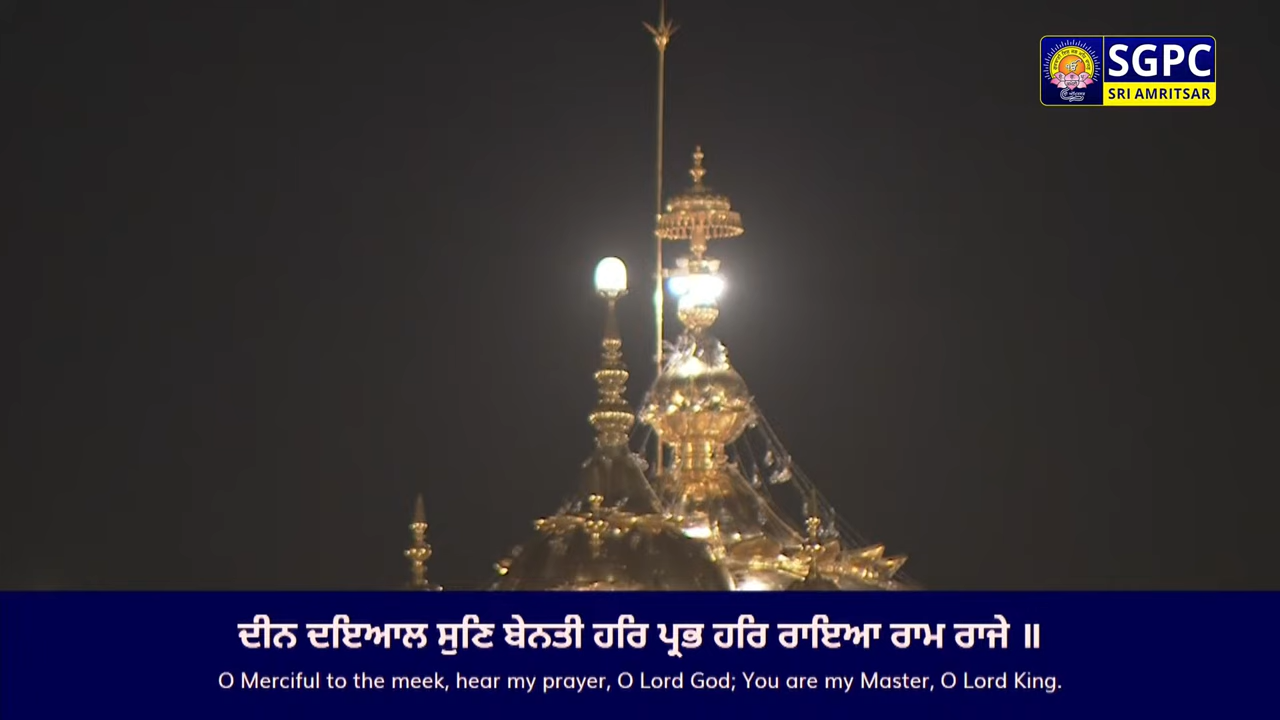 SGPC
SRI AMRITSAR
ਦੀਨ ਦਇਆਲ ਸੁਣਿ ਬੇਨਤੀ ਹਰਿ ਪ੍ਰਭ ਹਰਿ ਰਾਇਆ ਰਾਮ ਰਾਜੇ ॥
O Merciful to the meek, hear my prayer, O Lord God; You are my Master, O Lord King.